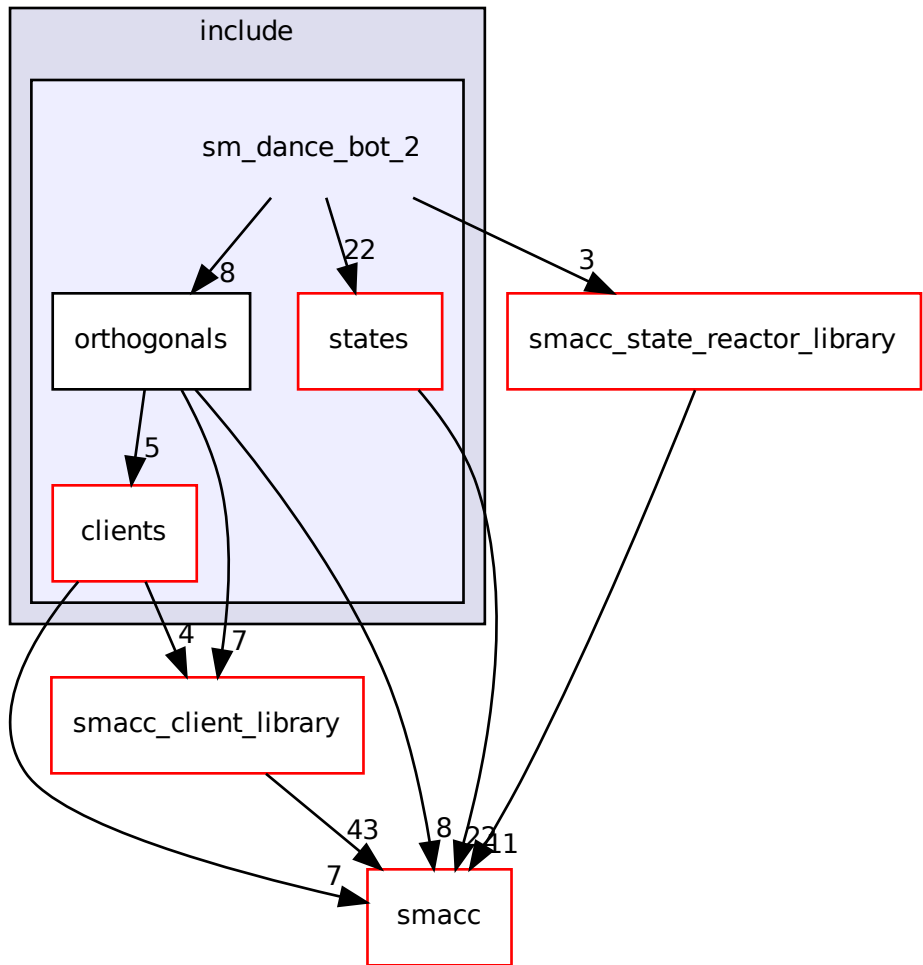 include
sm_dance_bot_2
3
22
8
orthogonals
states
smacc_state_reactor_library
5
clients
4
7
smacc_client_library
43
8
22
11
7
smacc